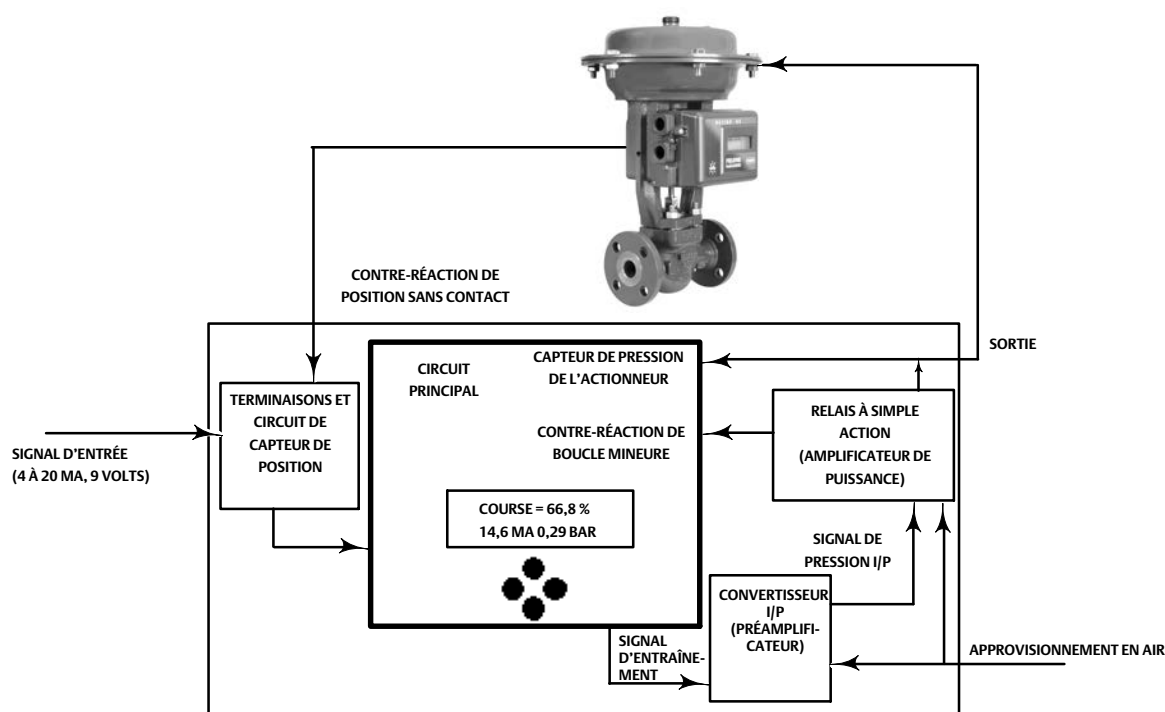 CONTRE-RÉACTION DE
POSITION SANS CONTACT
SORTIE
CIRCUIT
PRINCIPAL
CAPTEUR DE PRESSION
DE L'ACTIONNEUR
TERMINAISONS ET
CIRCUIT DE
CAPTEUR DE
POSITION
RELAIS À SIMPLE
ACTION
(AMPLIFICATEUR DE
PUISSANCE)
CONTRE-RÉACTION DE
BOUCLE MINEURE
SIGNAL D'ENTRÉE
(4 À 20 MA, 9 VOLTS)
COURSE = 66,8 %
14,6 MA 0,29 BAR
SIGNAL DE
PRESSION I/P
CONVERTISSEUR
I/P
(PRÉAMPLIFI-
CATEUR)
SIGNAL
D'ENTRAÎNE-
MENT
APPROVISIONNEMENT EN AIR